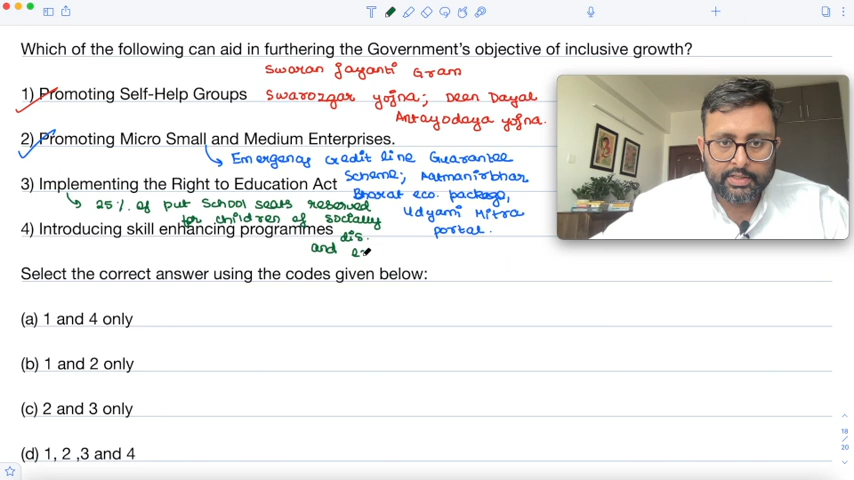 Which of the following can aid in furthering the Government's objective of inclusive growth?
Swaran Jayanti Gram
1) Promoting Self-Help Groups Swarozgar yojna; Deen Dayal
Antayodaya yojna.
2) Promoting Micro Small and Medium Enterprises.
Emergency Credit line Guarantee
3) Implementing the Right to Education Act Scheme; Aatmanirbhar
Bharat eco. package,
25%. of pvt School seats reserved
Udyami Mitra
for children of socially
4) Introducing skill enhancing programmes portal.
dis.
and
Select the correct answer using the codes given below:
(a) 1 and 4 only
(b) 1 and 2 only
(c) 2 and 3 only
(d) 1, 2 ,3 and 4
18
20